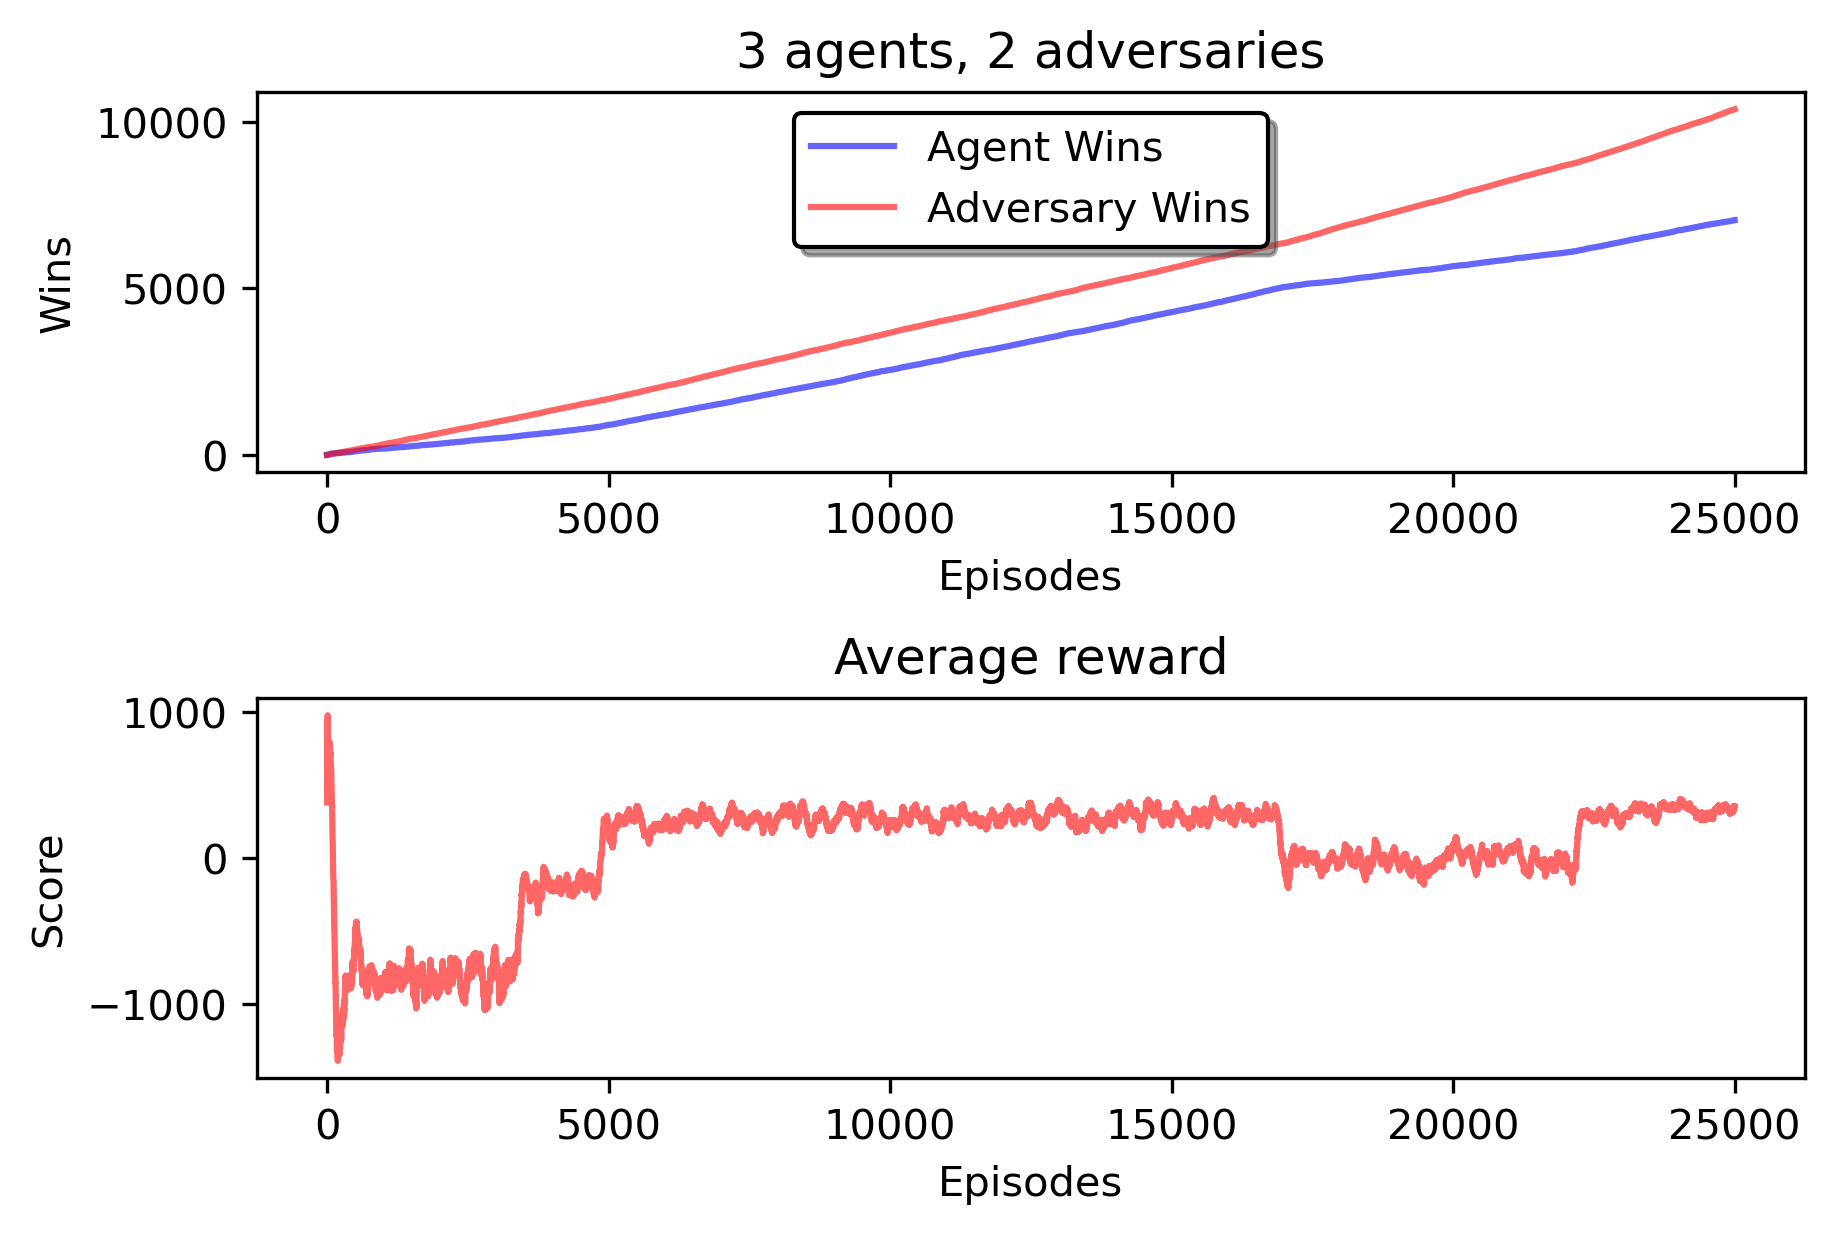 3 agents, 2 adversaries
10000
5000
0
Wins
Agent Wins
Adversary Wins
0 5000 10000 15000 20000 25000
Episodes
Average reward
1000
0
−1000
Score
0 5000 10000 15000 20000 25000
Episodes